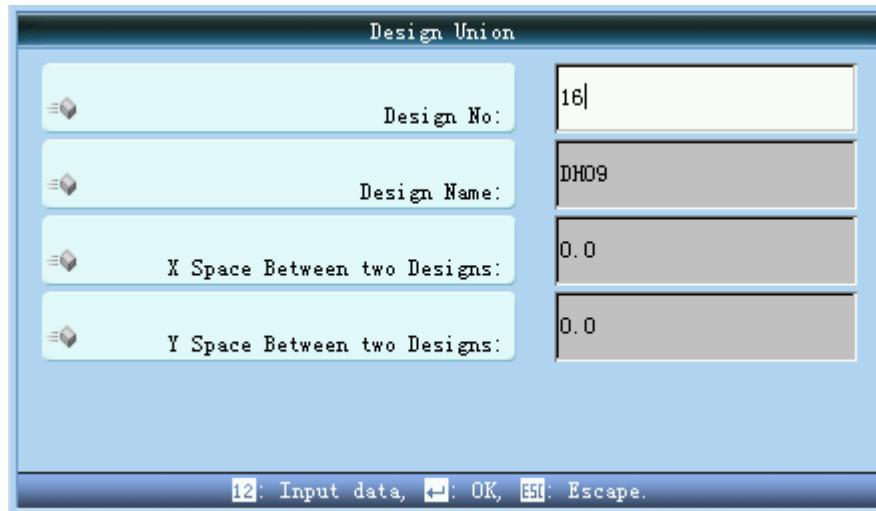 Design Union
Design No: 16
Design Name: DH09
X Space Between two Designs: 0.0
Y Space Between two Designs: 0.0
12: Input data, ↵: OK, ESC: Escape.